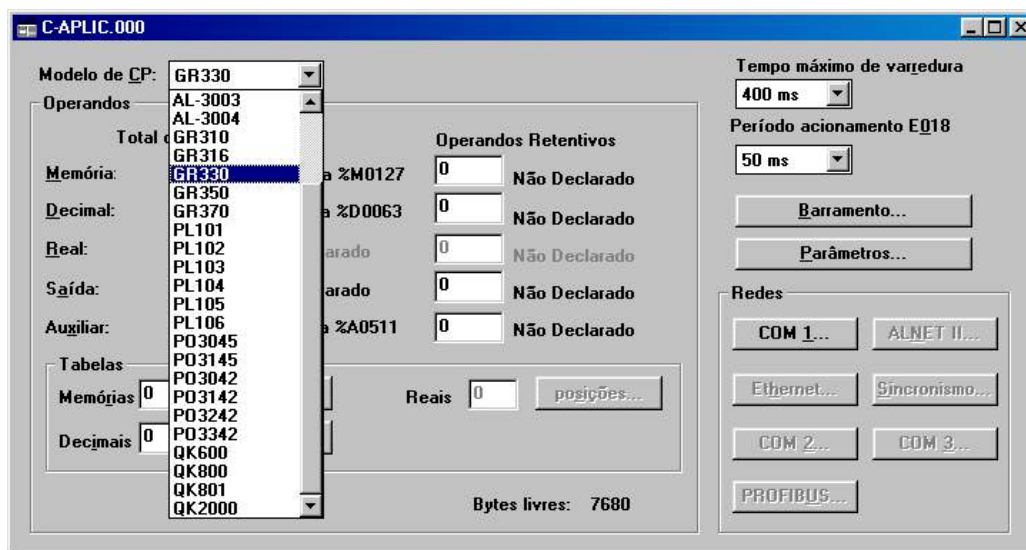 C-APLIC.000
Modelo de CP: GR330
AL-3003
AL-3004
GR310
GR316
GR330
GR350
GR370
PL101
PL102
PL103
PL104
PL105
PL106
PO3045
PO3145
PO3042
PO3142
PO3242
PO3342
QK600
QK800
QK801
QK2000
Operandos
Total
Operandos Retentivos
Memória: a %M0127 0 Não Declarado
Decimal: a %D0063 0 Não Declarado
Real: arado 0 Não Declarado
Saída: arado 0 Não Declarado
Auxiliar: a %A0511 0 Não Declarado
Tabelas
Memórias 0 Reais 0 posições...
Decimais 0
Bytes livres: 7680
Tempo máximo de varredura
400 ms
Período acionamento E018
50 ms
Barramento...
Parâmetros...
Redes
COM 1... ALNET II...
Ethernet... Sincronismo...
COM 2... COM 3...
PROFIBUS...